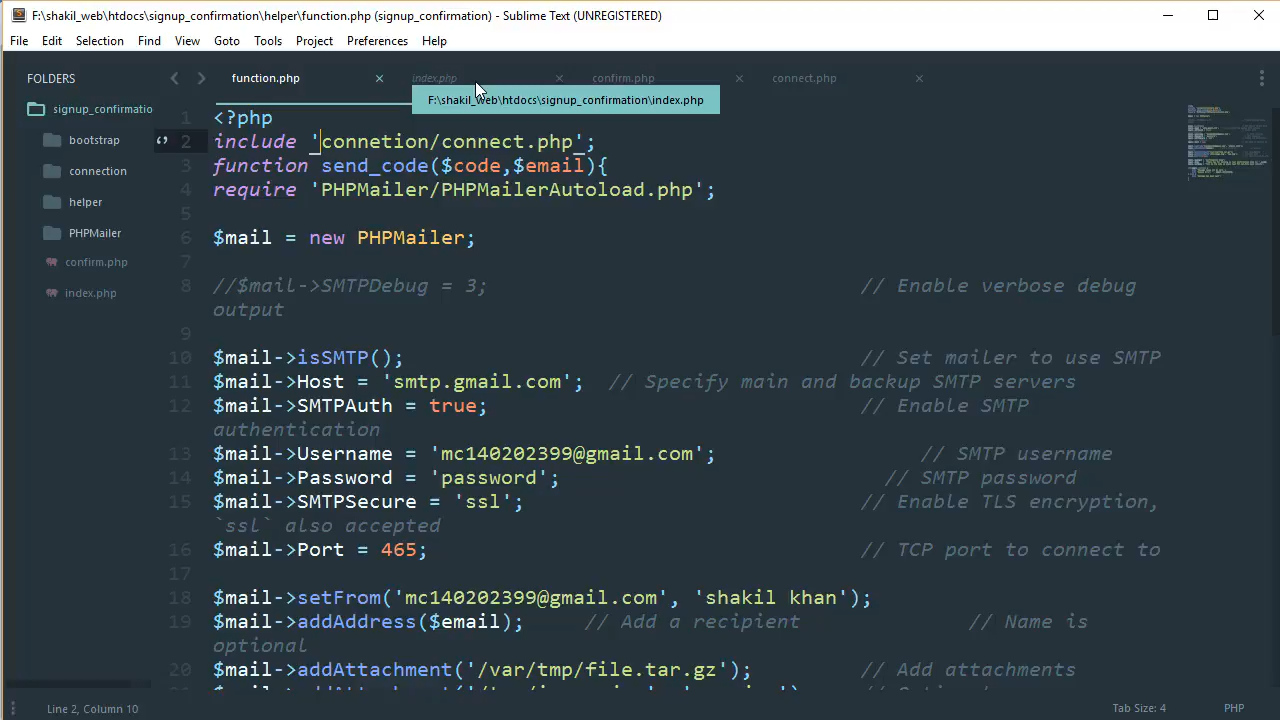 F:\shakil_web\htdocs\signup_confirmation\helper\function.php (signup_confirmation) - Sublime Text (UNREGISTERED)
File Edit Selection Find View Goto Tools Project Preferences Help
FOLDERS
signup_confirmatio
bootstrap
connection
helper
PHPMailer
confirm.php
index.php
function.php index.php confirm.php connect.php
F:\shakil_web\htdocs\signup_confirmation\index.php
1 <?php
2 include 'connetion/connect.php ';
3 function send_code($code,$email){
4 require 'PHPMailer/PHPMailerAutoload.php';
5
6 $mail = new PHPMailer;
7
8 //$mail->SMTPDebug = 3; // Enable verbose debug
output
9
10 $mail->isSMTP(); // Set mailer to use SMTP
11 $mail->Host = 'smtp.gmail.com'; // Specify main and backup SMTP servers
12 $mail->SMTPAuth = true; // Enable SMTP
authentication
13 $mail->Username = 'mc140202399@gmail.com'; // SMTP username
14 $mail->Password = 'password'; // SMTP password
15 $mail->SMTPSecure = 'ssl'; // Enable TLS encryption,
`ssl` also accepted
16 $mail->Port = 465; // TCP port to connect to
17
18 $mail->setFrom('mc140202399@gmail.com', 'shakil khan');
19 $mail->addAddress($email); // Add a recipient // Name is
optional
20 $mail->addAttachment('/var/tmp/file.tar.gz'); // Add attachments
Line 2, Column 10 Tab Size: 4 PHP